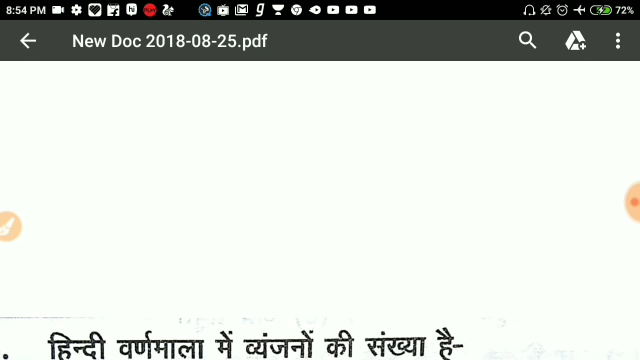 8:54 PM 72%
New Doc 2018-08-25.pdf
. हिन्दी वर्णमाला में व्यंजनों की संख्या है-